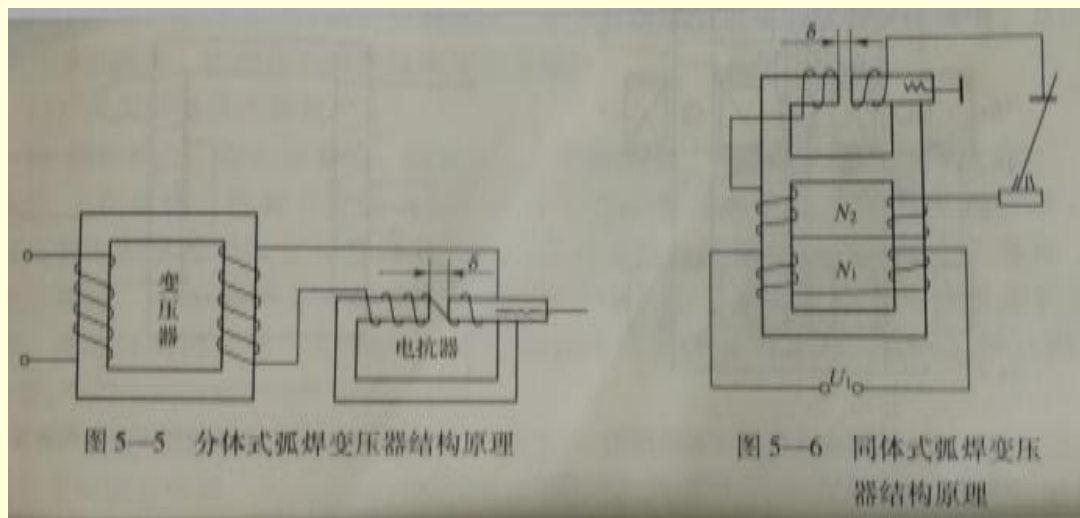 δ
N₂
N₁
U₁
变压器
δ
电抗器
图5—5 分体式弧焊变压器结构原理
图5—6 同体式弧焊变压
器结构原理